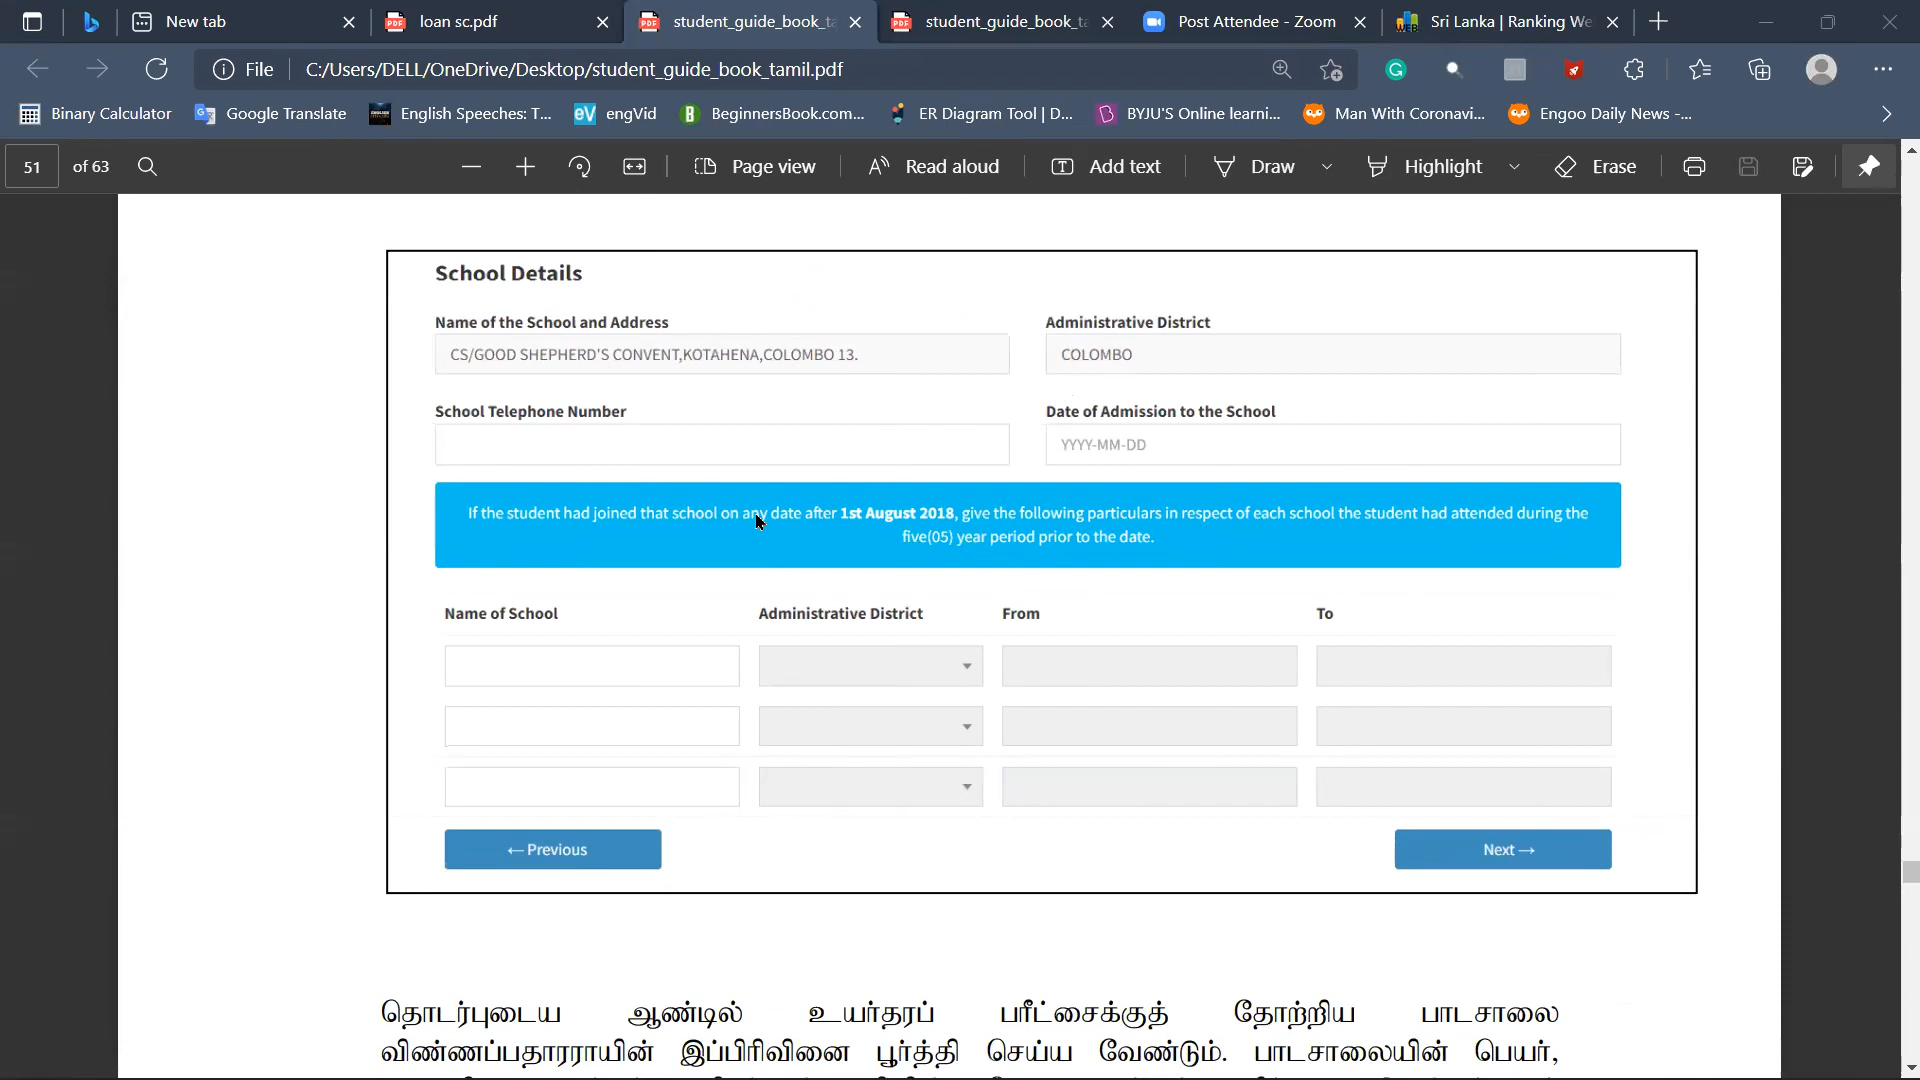 New tab
loan sc.pdf
student_guide_book_ta
student_guide_book_ta
Post Attendee - Zoom
Sri Lanka | Ranking We
File
C:/Users/DELL/OneDrive/Desktop/student_guide_book_tamil.pdf
Binary Calculator
Google Translate
English Speeches: T...
engVid
BeginnersBook.com...
ER Diagram Tool | D...
BYJU'S Online learni...
Man With Coronavi...
Engoo Daily News -...
51 of 63
Page view
Read aloud
Add text
Draw
Highlight
Erase
School Details
Name of the School and Address
Administrative District
CS/GOOD SHEPHERD'S CONVENT,KOTAHENA,COLOMBO 13.
COLOMBO
School Telephone Number
Date of Admission to the School
YYYY-MM-DD
If the student had joined that school on any date after 1st August 2018, give the following particulars in respect of each school the student had attended during the
five(05) year period prior to the date.
Name of School
Administrative District
From
To
← Previous
Next →
தொடர்புடைய ஆண்டில் உயர்தரப் பரீட்சைக்குத் தோற்றிய பாடசாலை
விண்ணப்பதாரராயின் இப்பிரிவினை பூர்த்தி செய்ய வேண்டும். பாடசாலையின் பெயர்,